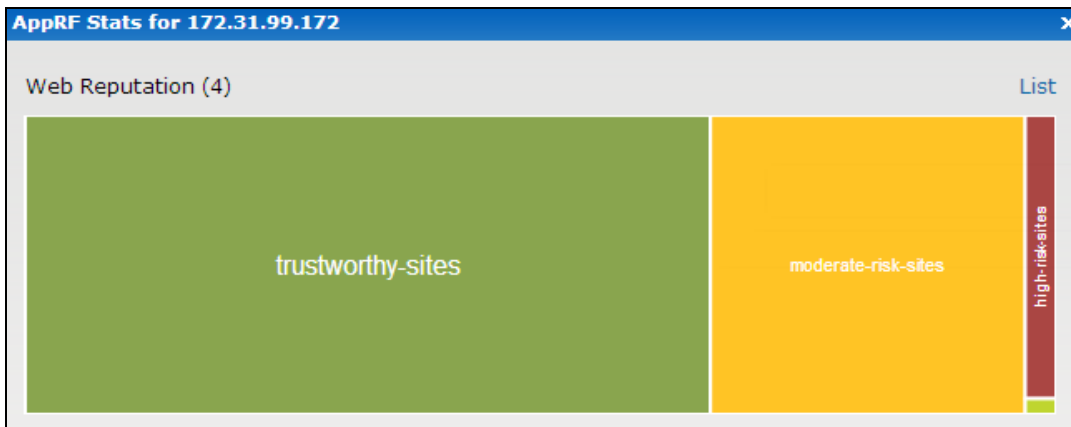 AppRF Stats for 172.31.99.172 x
Web Reputation (4) List
trustworthy-sites
moderate-risk-sites
high-risk-sites